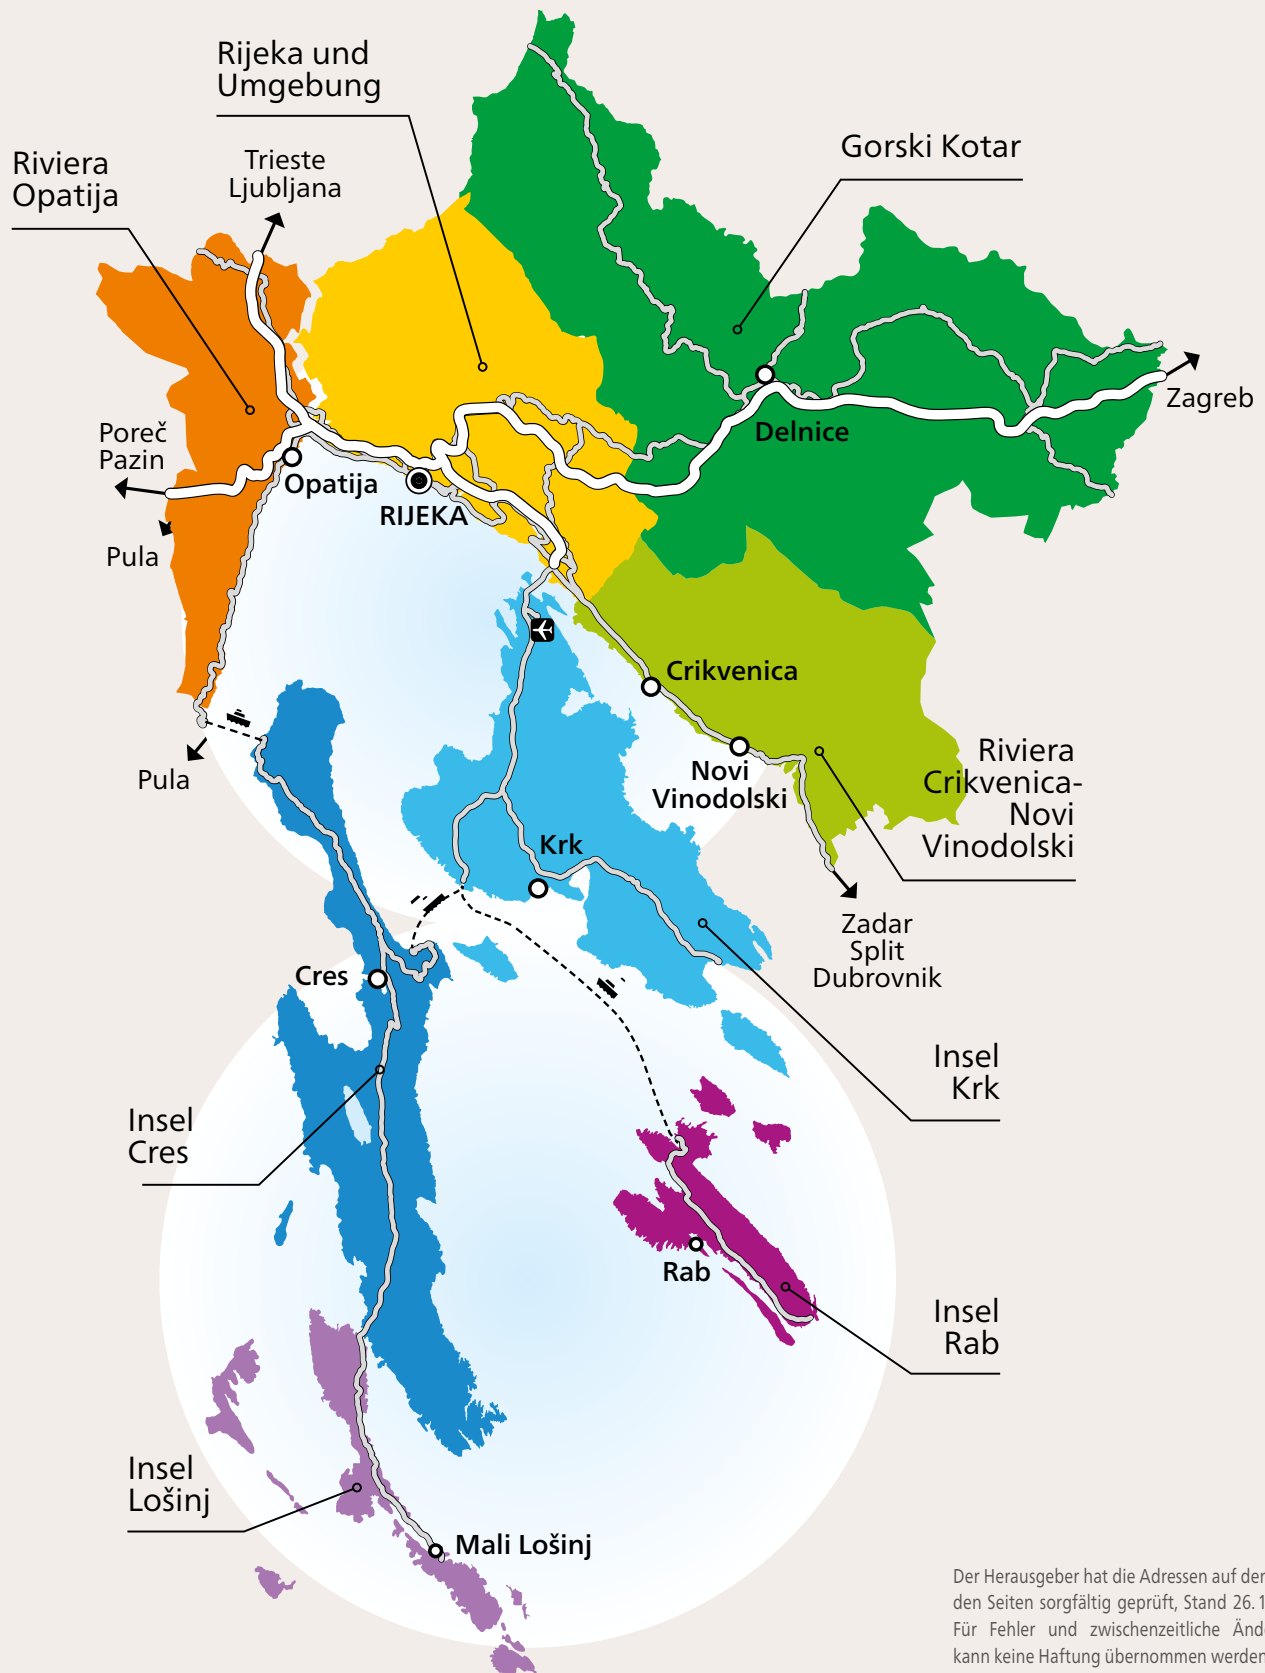 Rijeka und
Umgebung
Riviera
Opatija
Trieste
Ljubljana
Gorski Kotar
Zagreb
Delnice
Poreč
Pazin
Opatija
RIJEKA
Pula
Crikvenica
Pula
Novi
Vinodolski
Riviera
Crikvenica-
Novi
Vinodolski
Krk
Zadar
Split
Dubrovnik
Cres
Insel
Krk
Insel
Cres
Rab
Insel
Rab
Insel
Lošinj
Mali Lošinj
Der Herausgeber hat die Adressen auf
den Seiten sorgfältig geprüft, Stand 26.
Für Fehler und zwischenzeitliche
kann keine Haftung übernommen werden